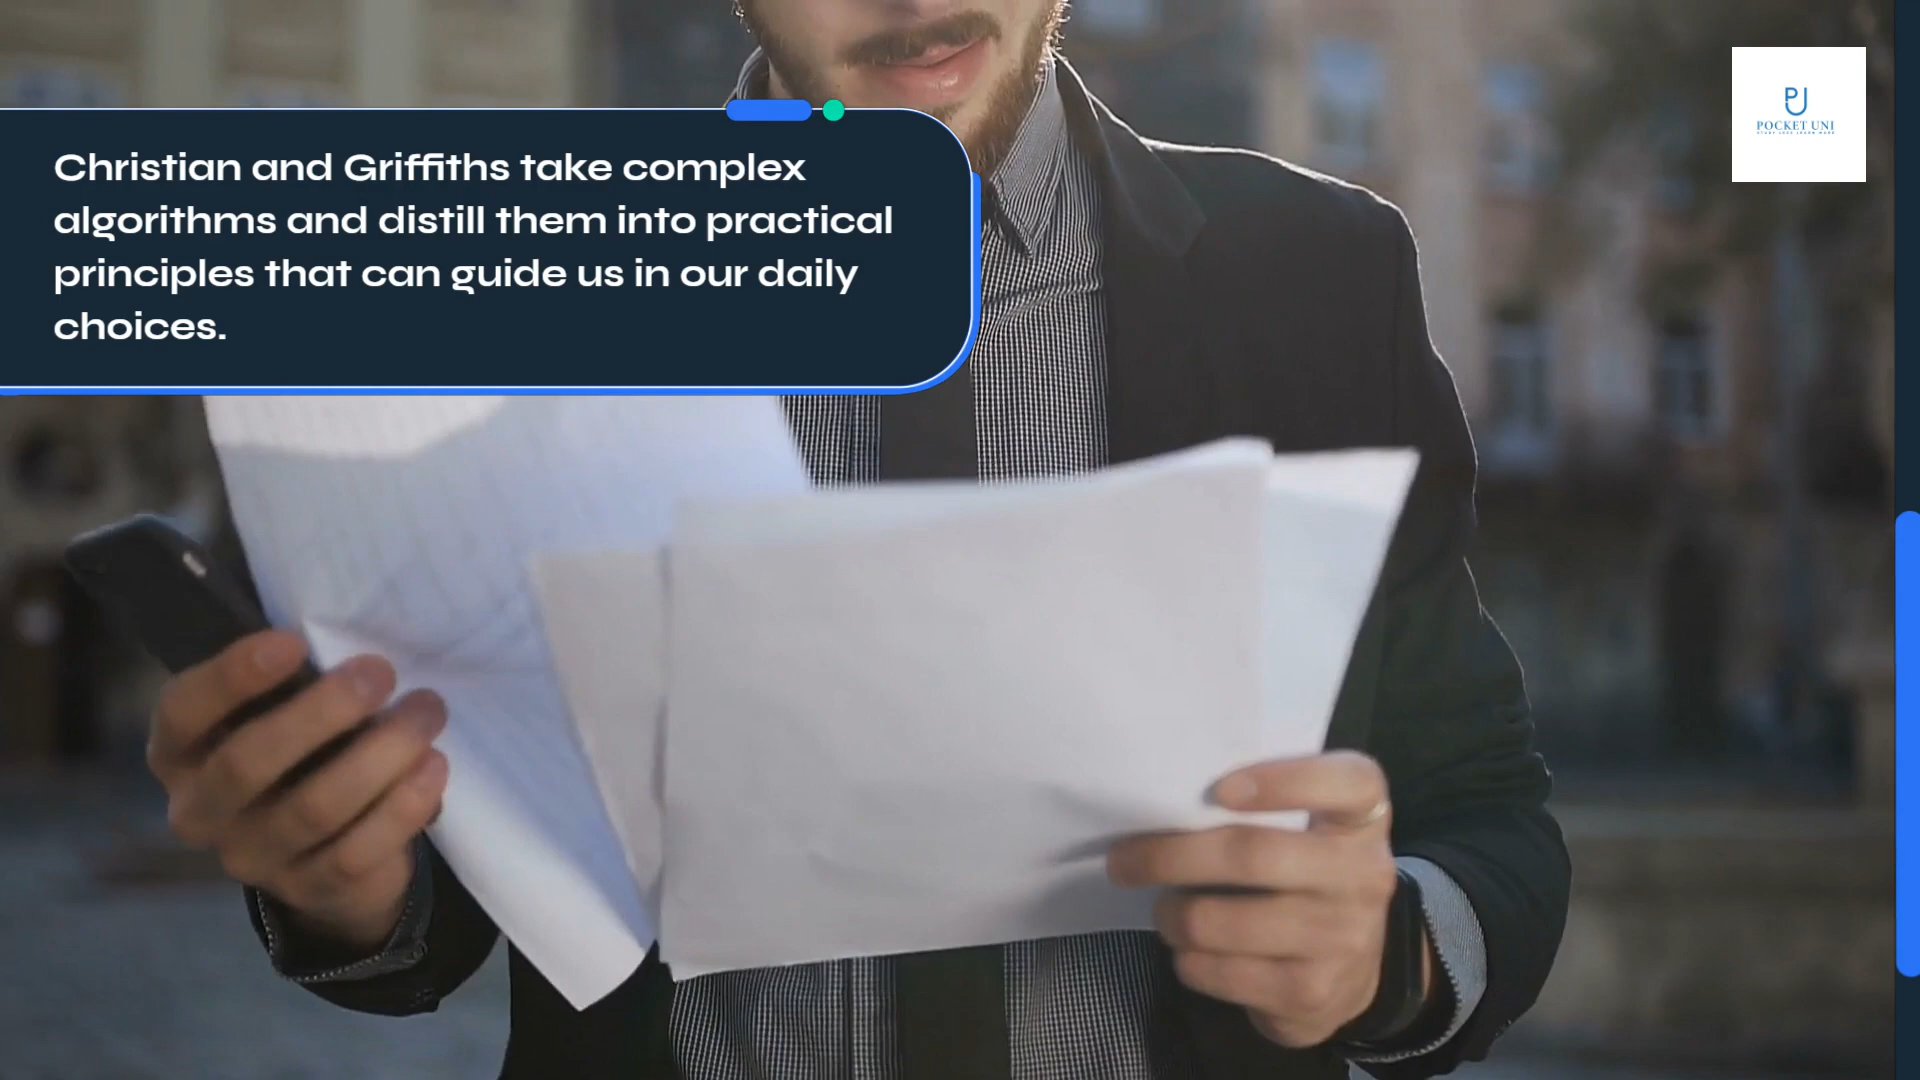 Christian and Griffiths take complex
algorithms and distill them into practical
principles that can guide us in our daily
choices.
PU
POCKET UNI